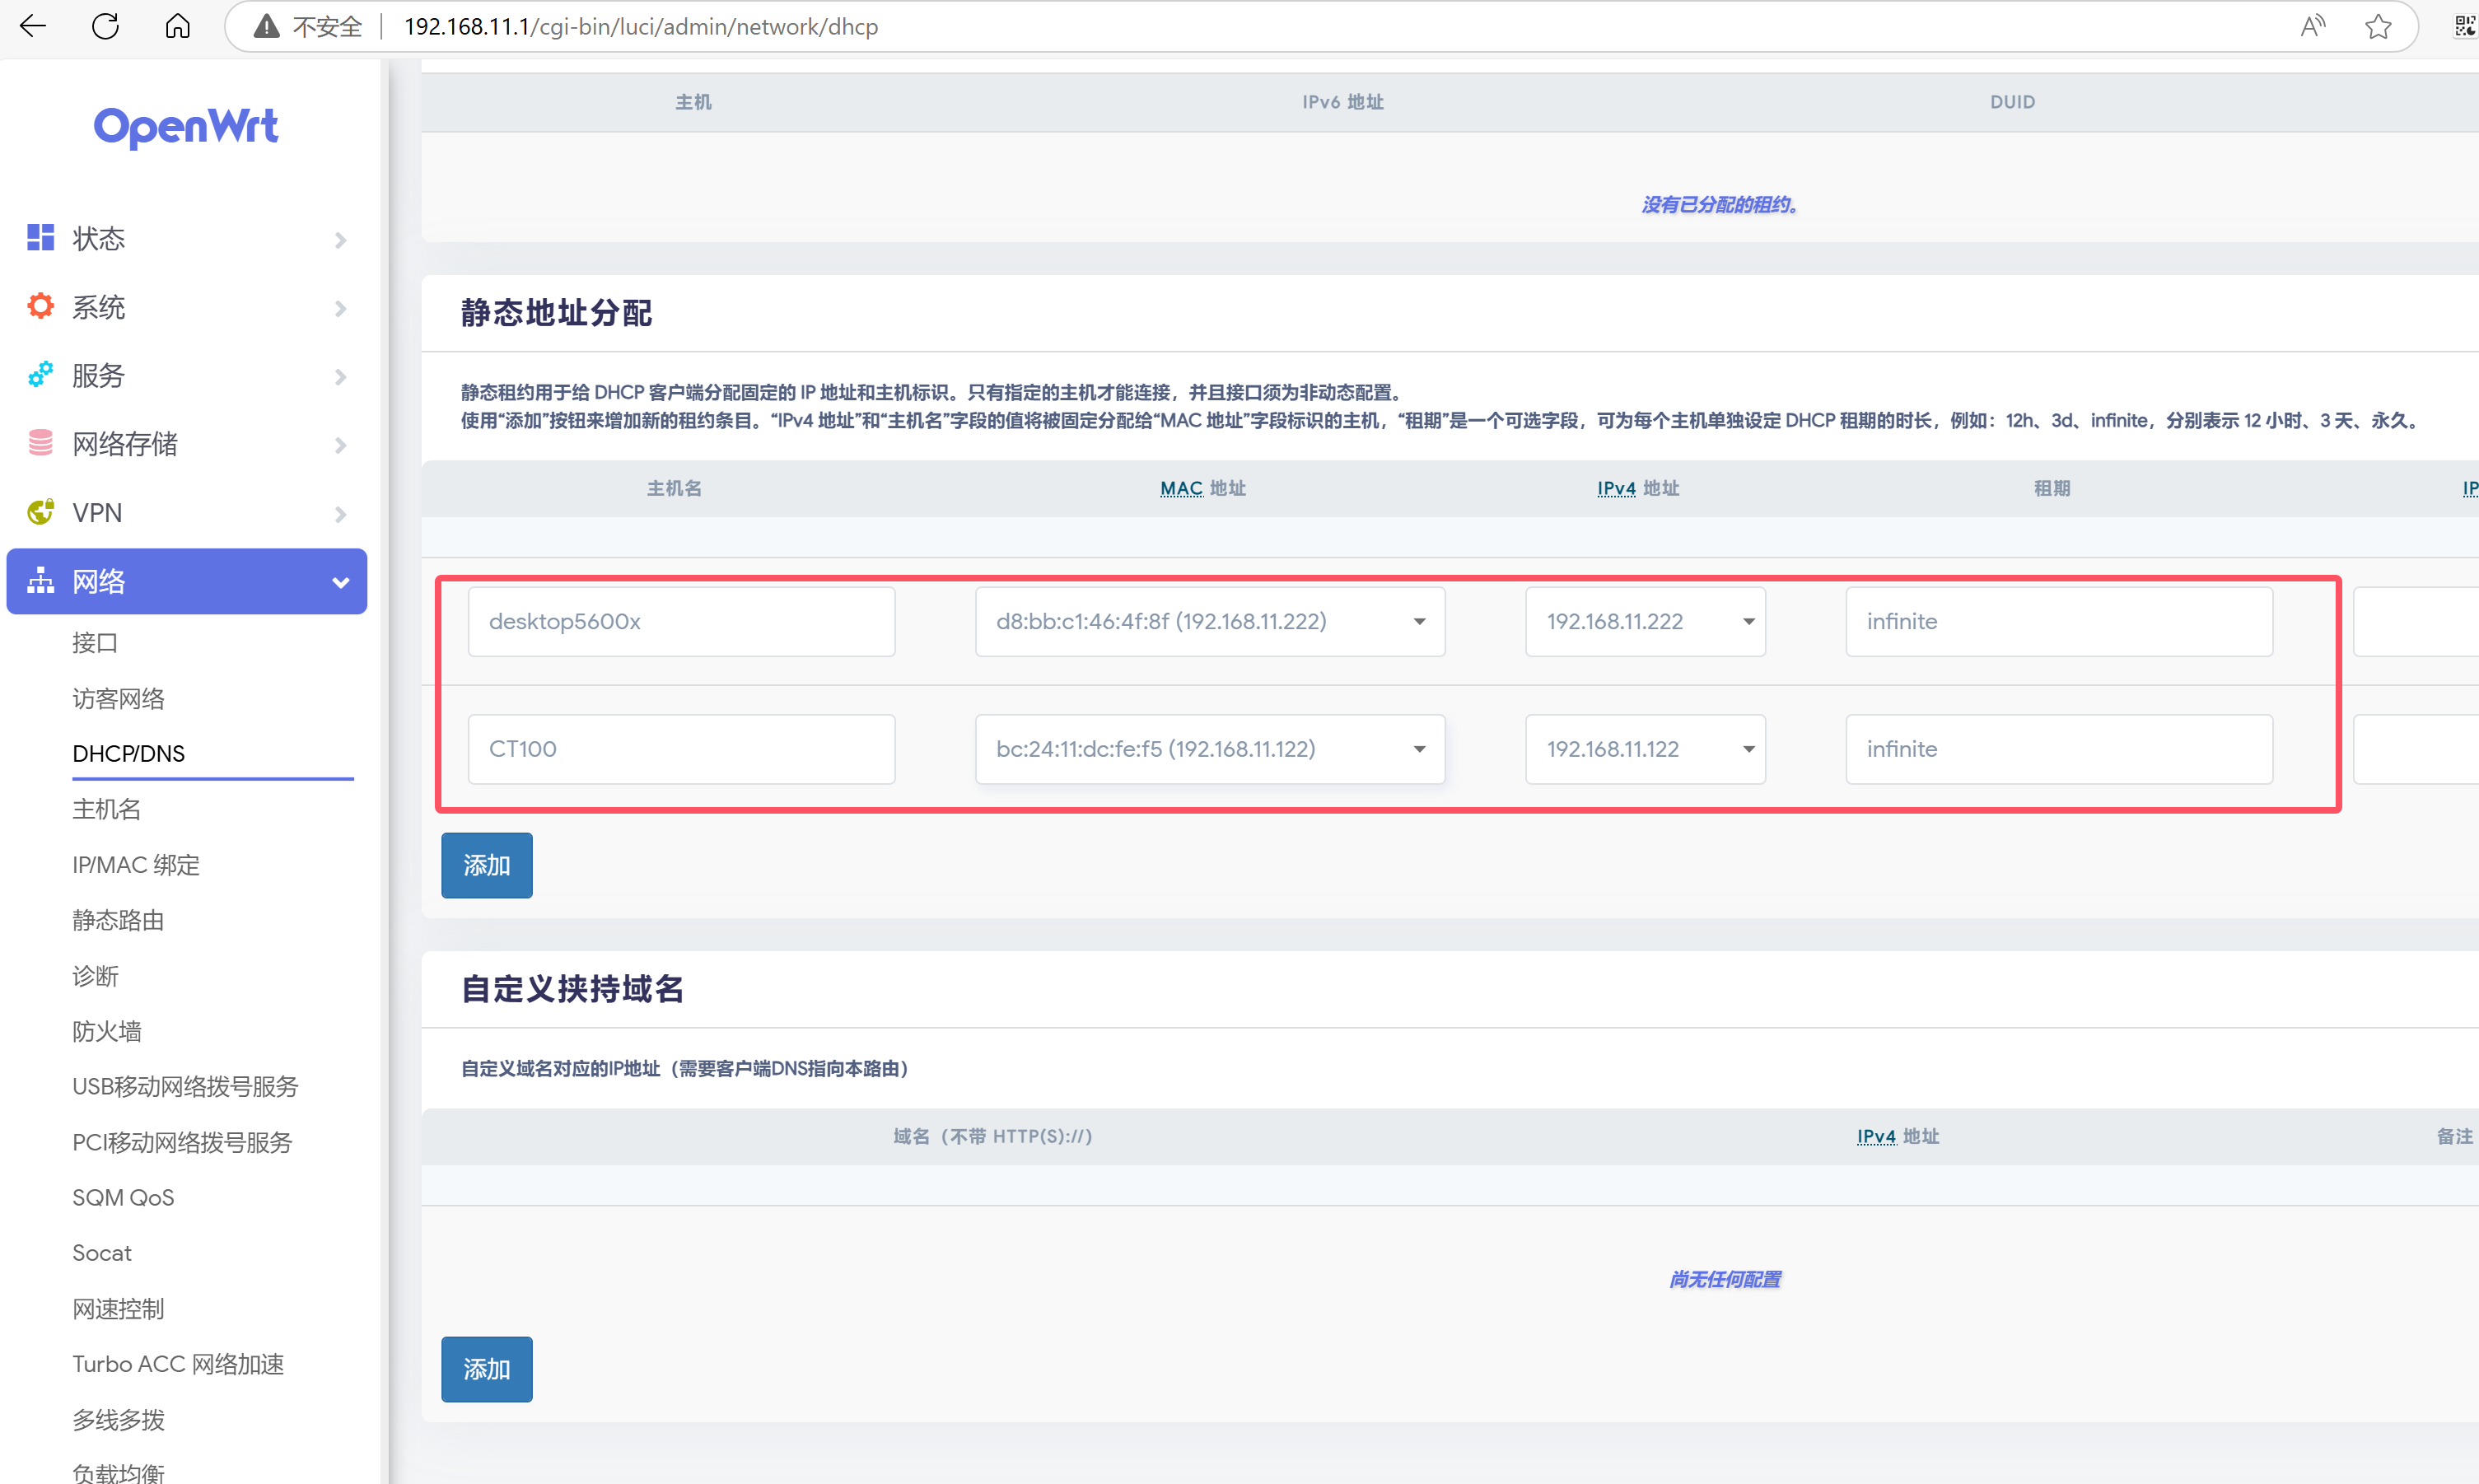 不安全
192.168.11.1/cgi-bin/luci/admin/network/dhcp
OpenWrt
状态
系统
服务
网络存储
VPN
网络
接口
访客网络
DHCP/DNS
主机名
IP/MAC 绑定
静态路由
诊断
防火墙
USB移动网络拨号服务
PCI移动网络拨号服务
SQM QoS
Socat
网速控制
Turbo ACC 网络加速
多线多拨
负载均衡
主机 IPv6 地址 DUID
没有已分配的租约。
静态地址分配
静态租约用于给 DHCP 客户端分配固定的 IP 地址和主机标识。只有指定的主机才能连接，并且接口须为非动态配置。
使用“添加”按钮来增加新的租约条目。“IPv4 地址”和“主机名”字段的值将被固定分配给“MAC 地址”字段标识的主机，“租期”是一个可选字段，可为每个主机单独设定 DHCP 租期的时长，例如：12h、3d、infinite，分别表示 12 小时、3 天、永久。
主机名 MAC 地址 IPv4 地址 租期 IP
desktop5600x d8:bb:c1:46:4f:8f (192.168.11.222) 192.168.11.222 infinite
CT100 bc:24:11:dc:fe:f5 (192.168.11.122) 192.168.11.122 infinite
添加
自定义挟持域名
自定义域名对应的IP地址（需要客户端DNS指向本路由）
域名（不带 HTTP(S)://） IPv4 地址 备注
尚无任何配置
添加